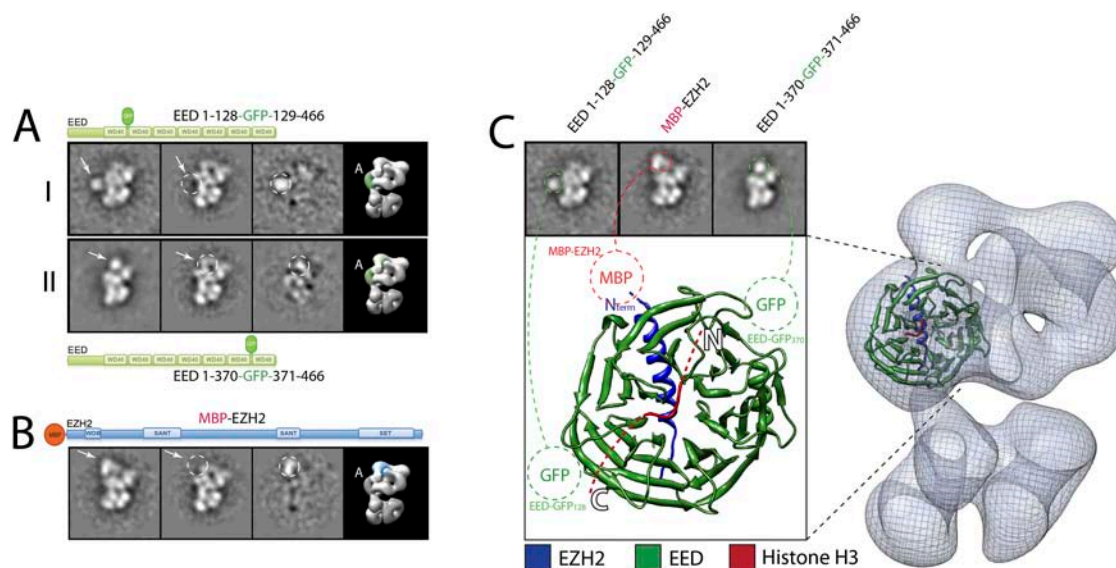 A
EED
GFP
EED 1-128-GFP-129-466
WD40 WD40 WD40 WD40 WD40 WD40 WD40
I
A
II
A
EED
GFP
WD40 WD40 WD40 WD40 WD40 WD40 WD40
EED 1-370-GFP-371-466
B
MBP
EZH2
MBP-EZH2
SANT
SANT
SET
A
C
EED 1-128-GFP-129-466
MBP-EZH2
EED 1-370-GFP-371-466
MBP-EZH2
MBP
Nterm
N
GFP
EED-GFP370
GFP
EED-GFP128
C
EZH2
EED
Histone H3